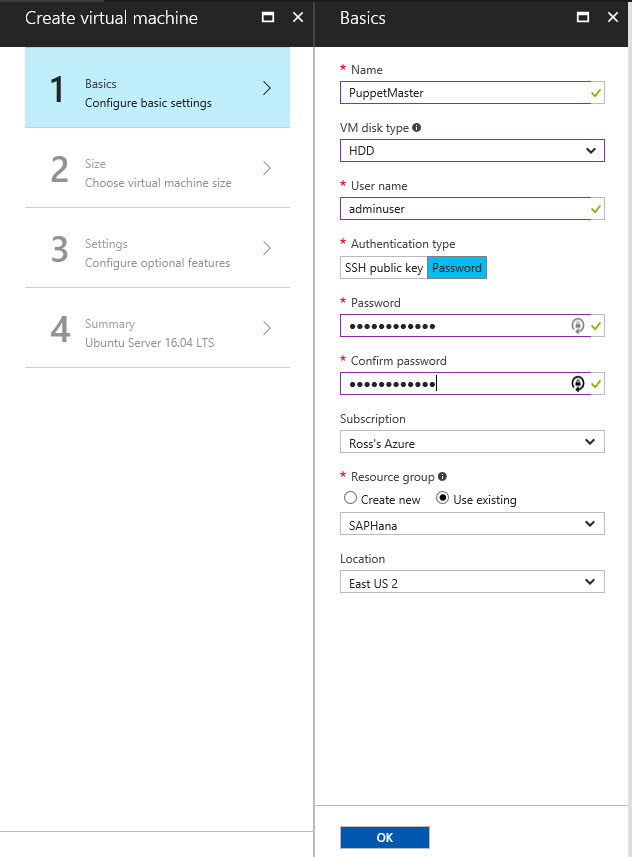 Create virtual machine
1
Basics
Configure basic settings
2
Size
Choose virtual machine size
3
Settings
Configure optional features
4
Summary
Ubuntu Server 16.04 LTS
Basics
* Name
PuppetMaster
VM disk type
HDD
* User name
adminuser
* Authentication type
SSH public key Password
* Password
••••••••••••
* Confirm password
••••••••••••
Subscription
Ross's Azure
* Resource group
Create new Use existing
SAPHana
Location
East US 2
OK